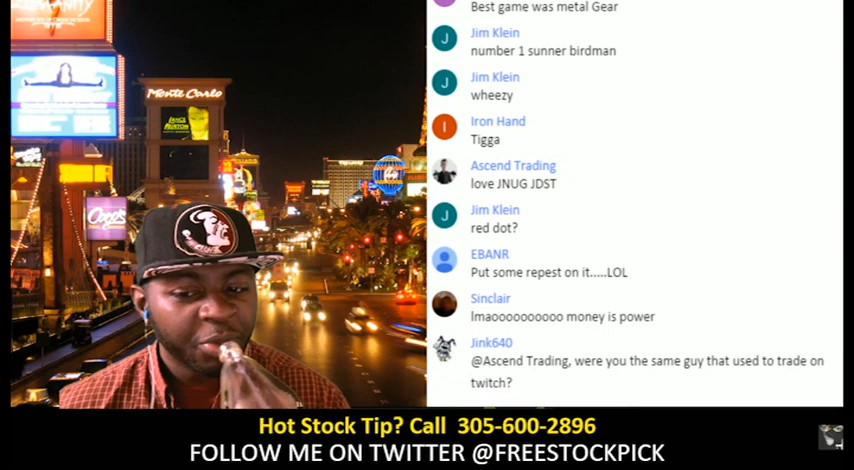 Monte Carlo
LANCE
BURTON
Coco's
Best game was metal Gear
J
Jim Klein
number 1 sunner birdman
J
Jim Klein
wheezy
I
Iron Hand
Tigga
Ascend Trading
love JNUG JDST
J
Jim Klein
red dot?
EBANR
Put some repest on it.....LOL
Sinclair
lmaoooooooooo money is power
Jink640
@Ascend Trading, were you the same guy that used to trade on
twitch?
Hot Stock Tip? Call 305-600-2896
FOLLOW ME ON TWITTER @FREESTOCKPICK